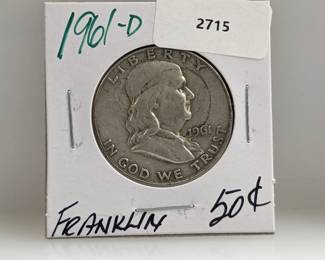 1961-D
2715
LIBERTY
1961
IN GOD WE TRUST
FRANKLIN 50¢